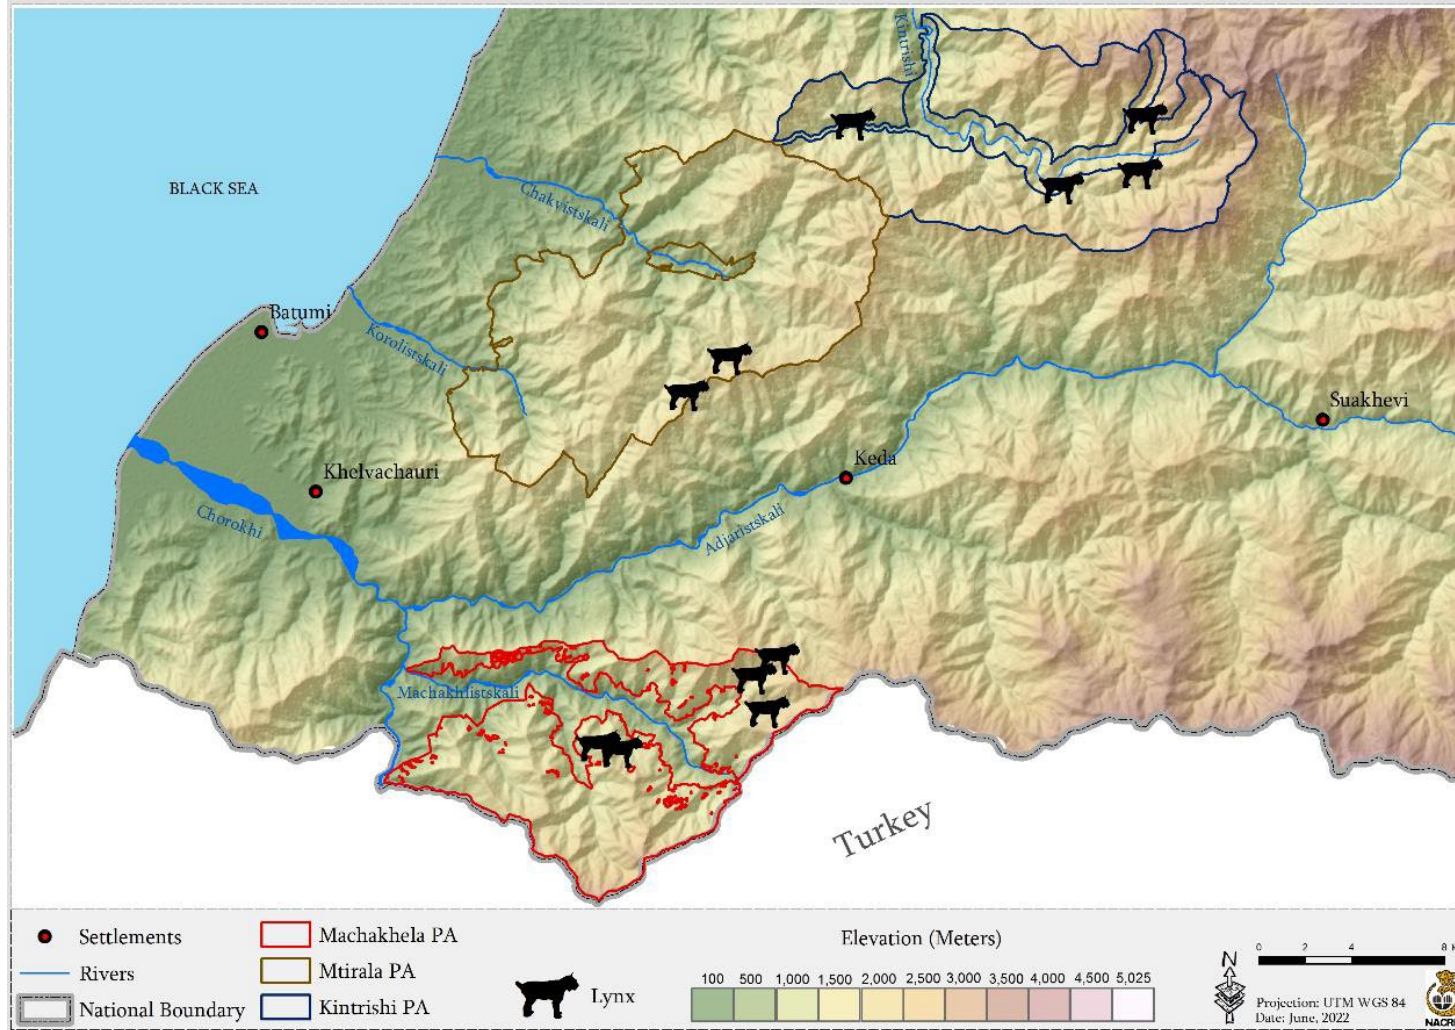 Kintrishi
BLACK SEA
Chakvistskali
Batumi
Korolistskali
Suakhevi
Keda
Khelvachauri
Chorokhi
Adjaristskali
Machakhlistskali
Turkey
Settlements
Rivers
National Boundary
Machakhela PA
Mtirala PA
Kintrishi PA
Lynx
Elevation (Meters)
100 500 1,000 1,500 2,000 2,500 3,000 3,500 4,000 4,500 5,025
N
0 2 4 8
Projection: UTM WGS 84
Date: June, 2022